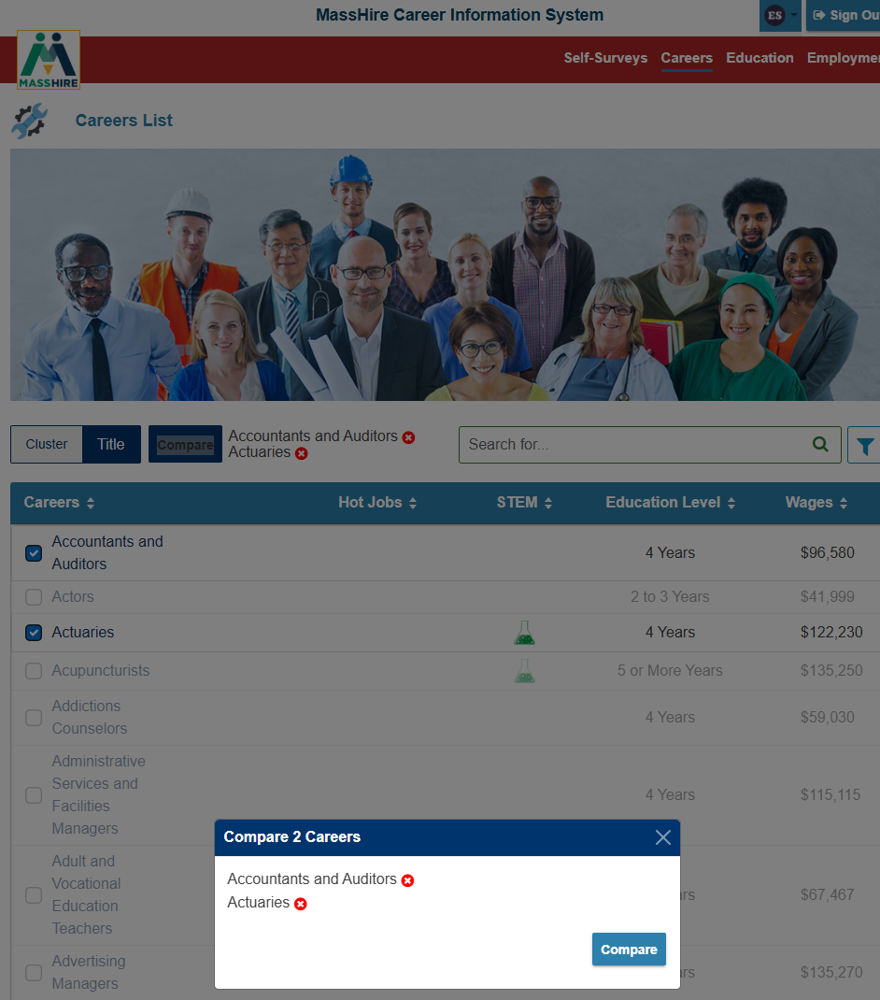 MassHire Career Information System
ES
Sign Ou
MASSHIRE
Self-Surveys Careers Education Employmen
Careers List
Cluster Title Compare
Accountants and Auditors
Actuaries
Search for...
Careers Hot Jobs STEM Education Level Wages
Accountants and
Auditors
4 Years $96,580
Actors 2 to 3 Years $41,999
Actuaries 4 Years $122,230
Acupuncturists 5 or More Years $135,250
Addictions
Counselors
4 Years $59,030
Administrative
Services and
Facilities
Managers
4 Years $115,115
Adult and
Vocational
Education
Teachers
rs $67,467
Advertising
Managers
rs $135,270
Compare 2 Careers
Accountants and Auditors
Actuaries
Compare